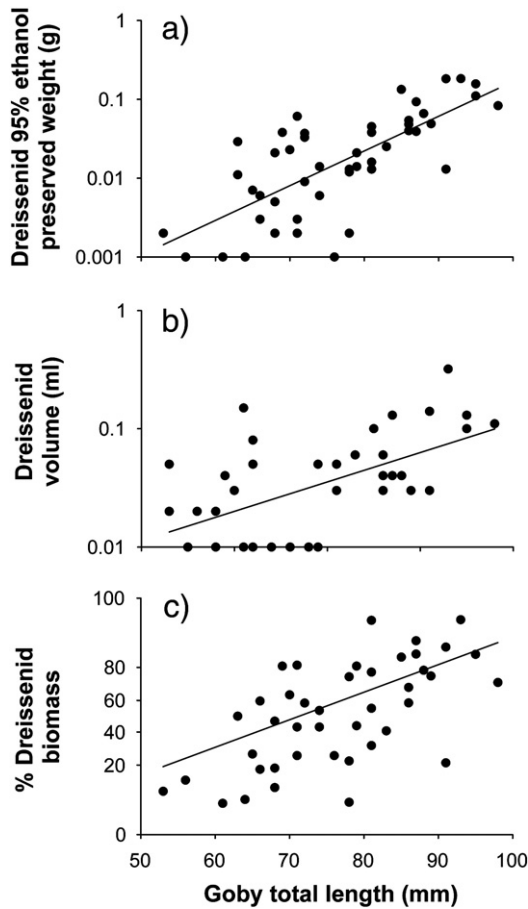 a)
Dreissenid 95% ethanol
preserved weight (g)
1
0.1
0.01
0.001
b)
Dreissenid
volume (ml)
1
0.1
0.01
c)
% Dreissenid
biomass
100
80
60
40
20
0
50 60 70 80 90 100
Goby total length (mm)